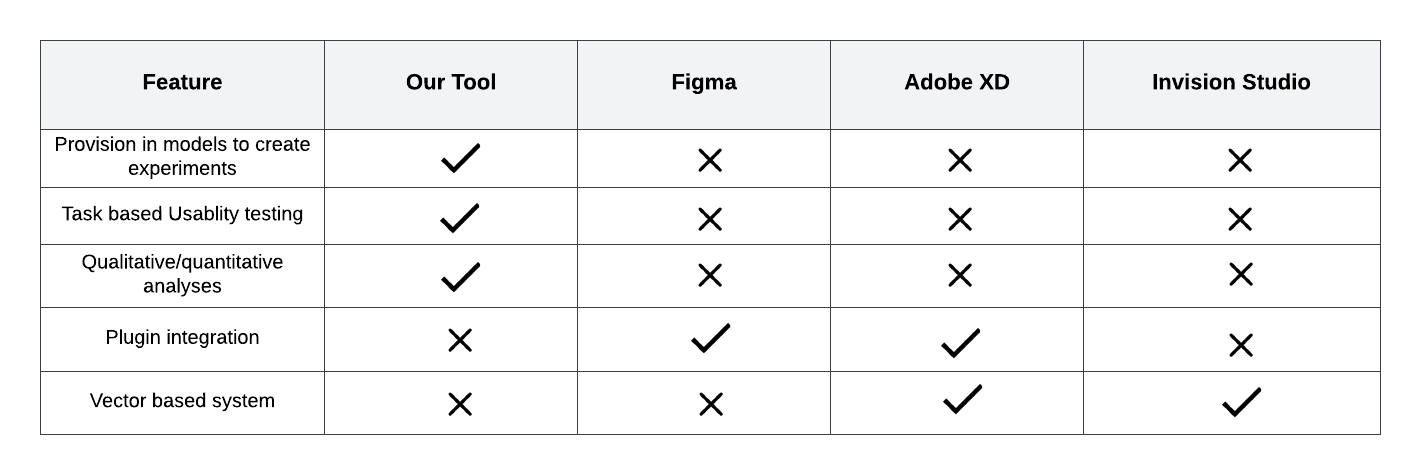 Feature Our Tool Figma Adobe XD Invision Studio
Provision in models to create
experiments
Task based Usablity testing
Qualitative/quantitative
analyses
Plugin integration
Vector based system